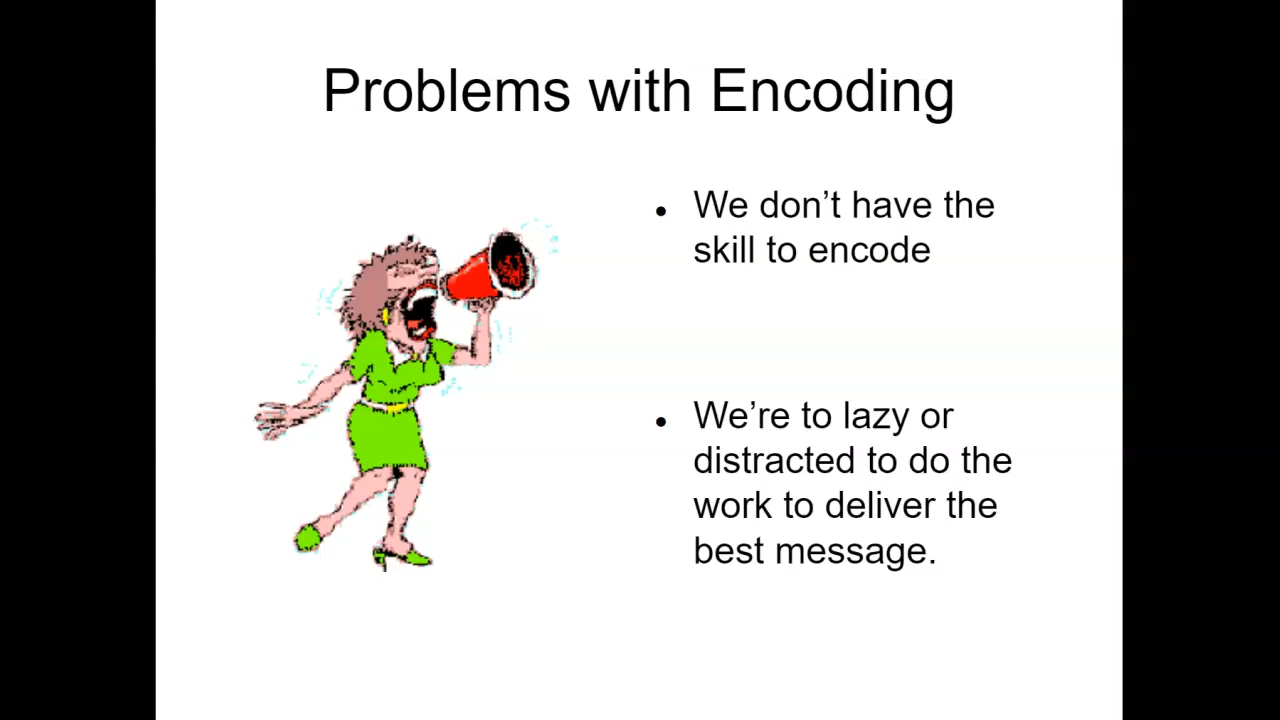 Problems with Encoding
We don’t have the
skill to encode
We’re to lazy or
distracted to do the
work to deliver the
best message.